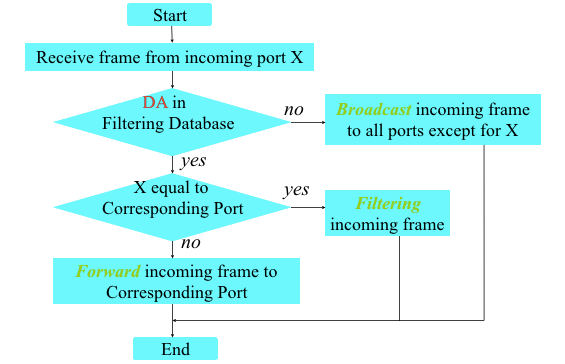 Start
Receive frame from incoming port X
DA in
Filtering Database
no
Broadcast incoming frame
to all ports except for X
yes
X equal to
Corresponding Port
yes
Filtering
incoming frame
no
Forward incoming frame to
Corresponding Port
End